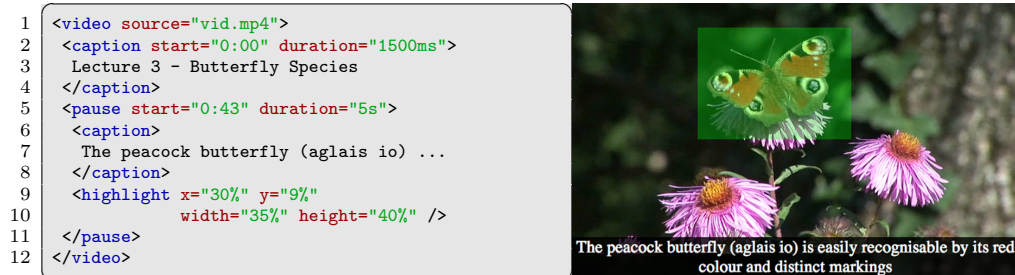 1 <video source="vid.mp4">
2 <caption start="0:00" duration="1500ms">
3 Lecture 3 - Butterfly Species
4 </caption>
5 <pause start="0:43" duration="5s">
6 <caption>
7 The peacock butterfly (aglais io) ...
8 </caption>
9 <highlight x="30%" y="9%"
10 width="35%" height="40%" />
11 </pause>
12 </video>
The peacock butterfly (aglais io) is easily recognisable by its red
colour and distinct markings